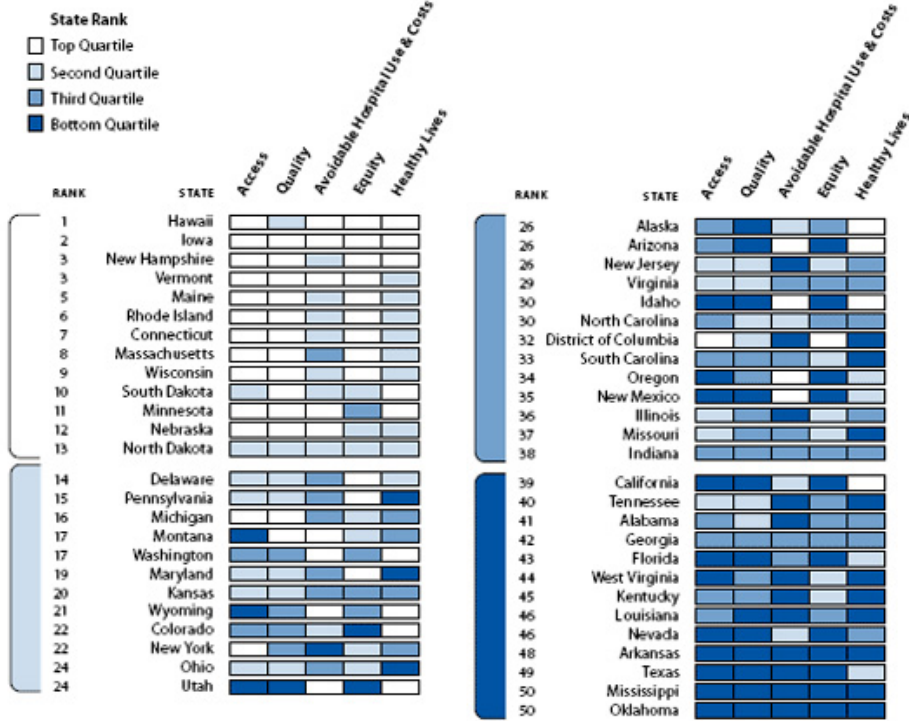 State Rank
Top Quartile
Second Quartile
Third Quartile
Bottom Quartile
RANK STATE Access Quality Avoidable Hospital Use & Costs Equity Healthy Lives
1 Hawaii
2 Iowa
3 New Hampshire
3 Vermont
5 Maine
6 Rhode Island
7 Connecticut
8 Massachusetts
9 Wisconsin
10 South Dakota
11 Minnesota
12 Nebraska
13 North Dakota
14 Delaware
15 Pennsylvania
16 Michigan
17 Montana
17 Washington
19 Maryland
20 Kansas
21 Wyoming
22 Colorado
22 New York
24 Ohio
24 Utah
RANK STATE Access Quality Avoidable Hospital Use & Costs Equity Healthy Lives
26 Alaska
26 Arizona
26 New Jersey
29 Virginia
30 Idaho
30 North Carolina
32 District of Columbia
33 South Carolina
34 Oregon
35 New Mexico
36 Illinois
37 Missouri
38 Indiana
39 California
40 Tennessee
41 Alabama
42 Georgia
43 Florida
44 West Virginia
45 Kentucky
46 Louisiana
46 Nevada
48 Arkansas
49 Texas
50 Mississippi
50 Oklahoma